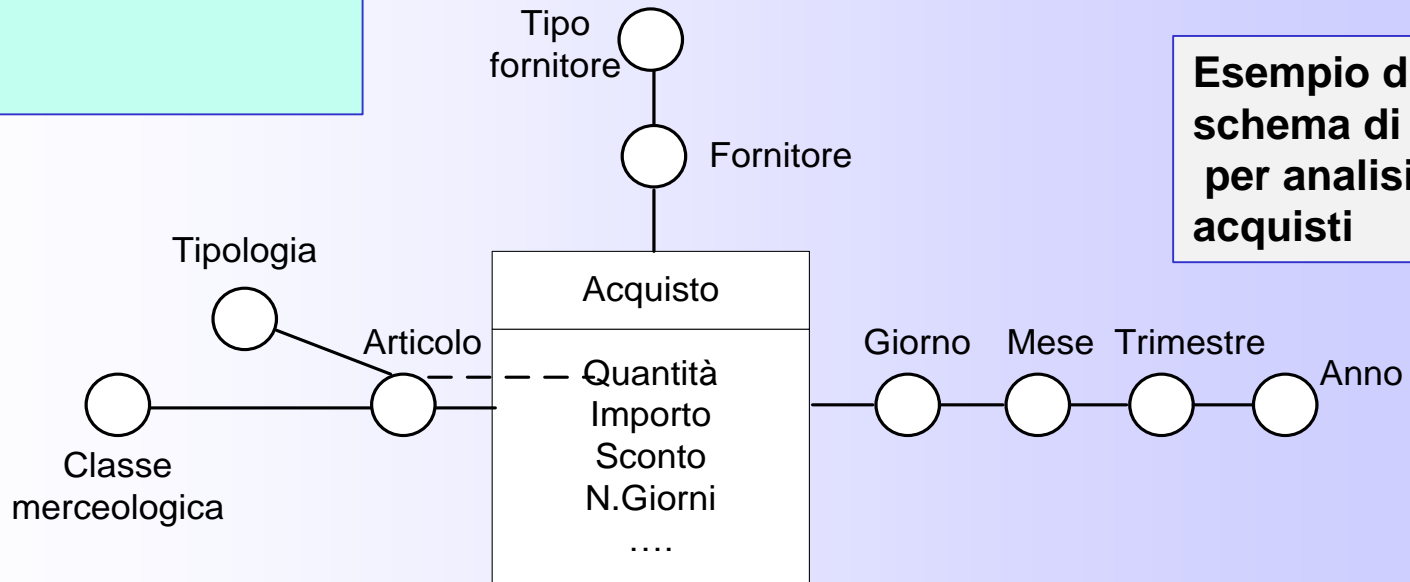 Tipo
fornitore
Esempio d
schema di
per analisi
acquisti
Fornitore
Tipologia
Acquisto
Articolo
Giorno Mese Trimestre
Anno
Quantità
Importo
Sconto
N.Giorni
....
Classe
merceologica